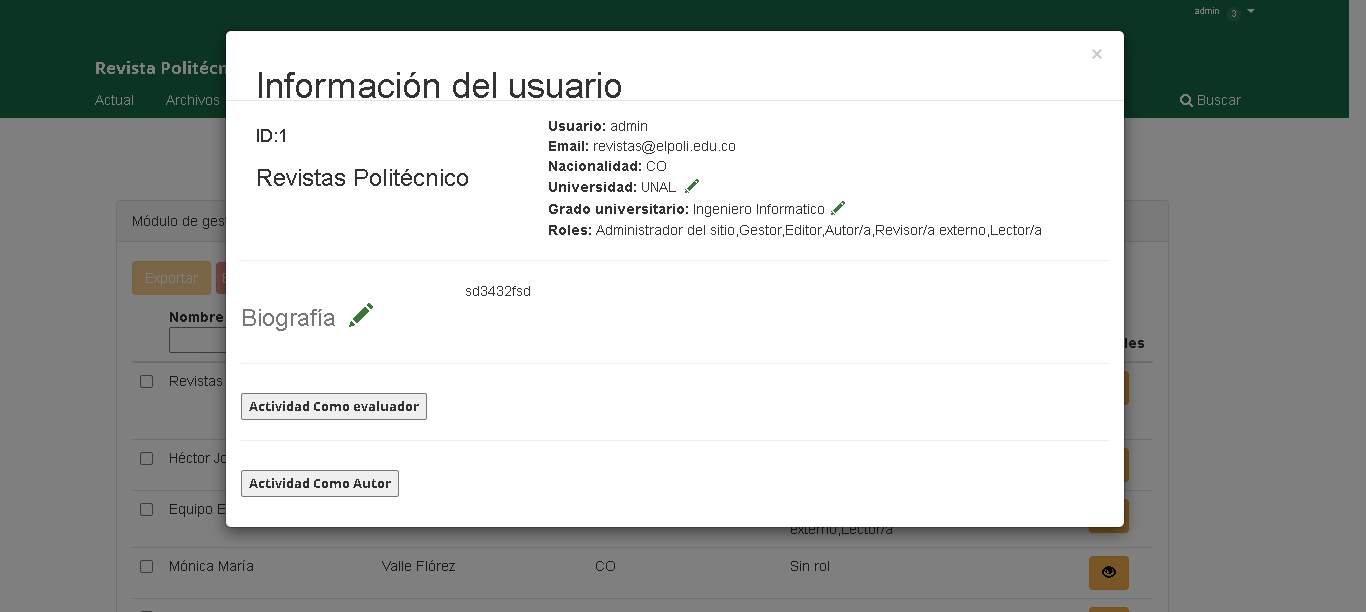 admin 3
Revista Politécn
Actual Archivos
Buscar
×
Información del usuario
ID:1
Revistas Politécnico
Usuario: admin
Email: revistas@elpoli.edu.co
Nacionalidad: CO
Universidad: UNAL
Grado universitario: Ingeniero Informatico
Roles: Administrador del sitio,Gestor,Editor,Autor/a,Revisor/a externo,Lector/a
Biografía
sd3432fsd
Actividad Como evaluador
Actividad Como Autor
Módulo de ges
Exportar
Nombre
les
Revistas
Héctor Jo
Equipo E
externo,Lector/a
Mónica María Valle Flórez CO Sin rol